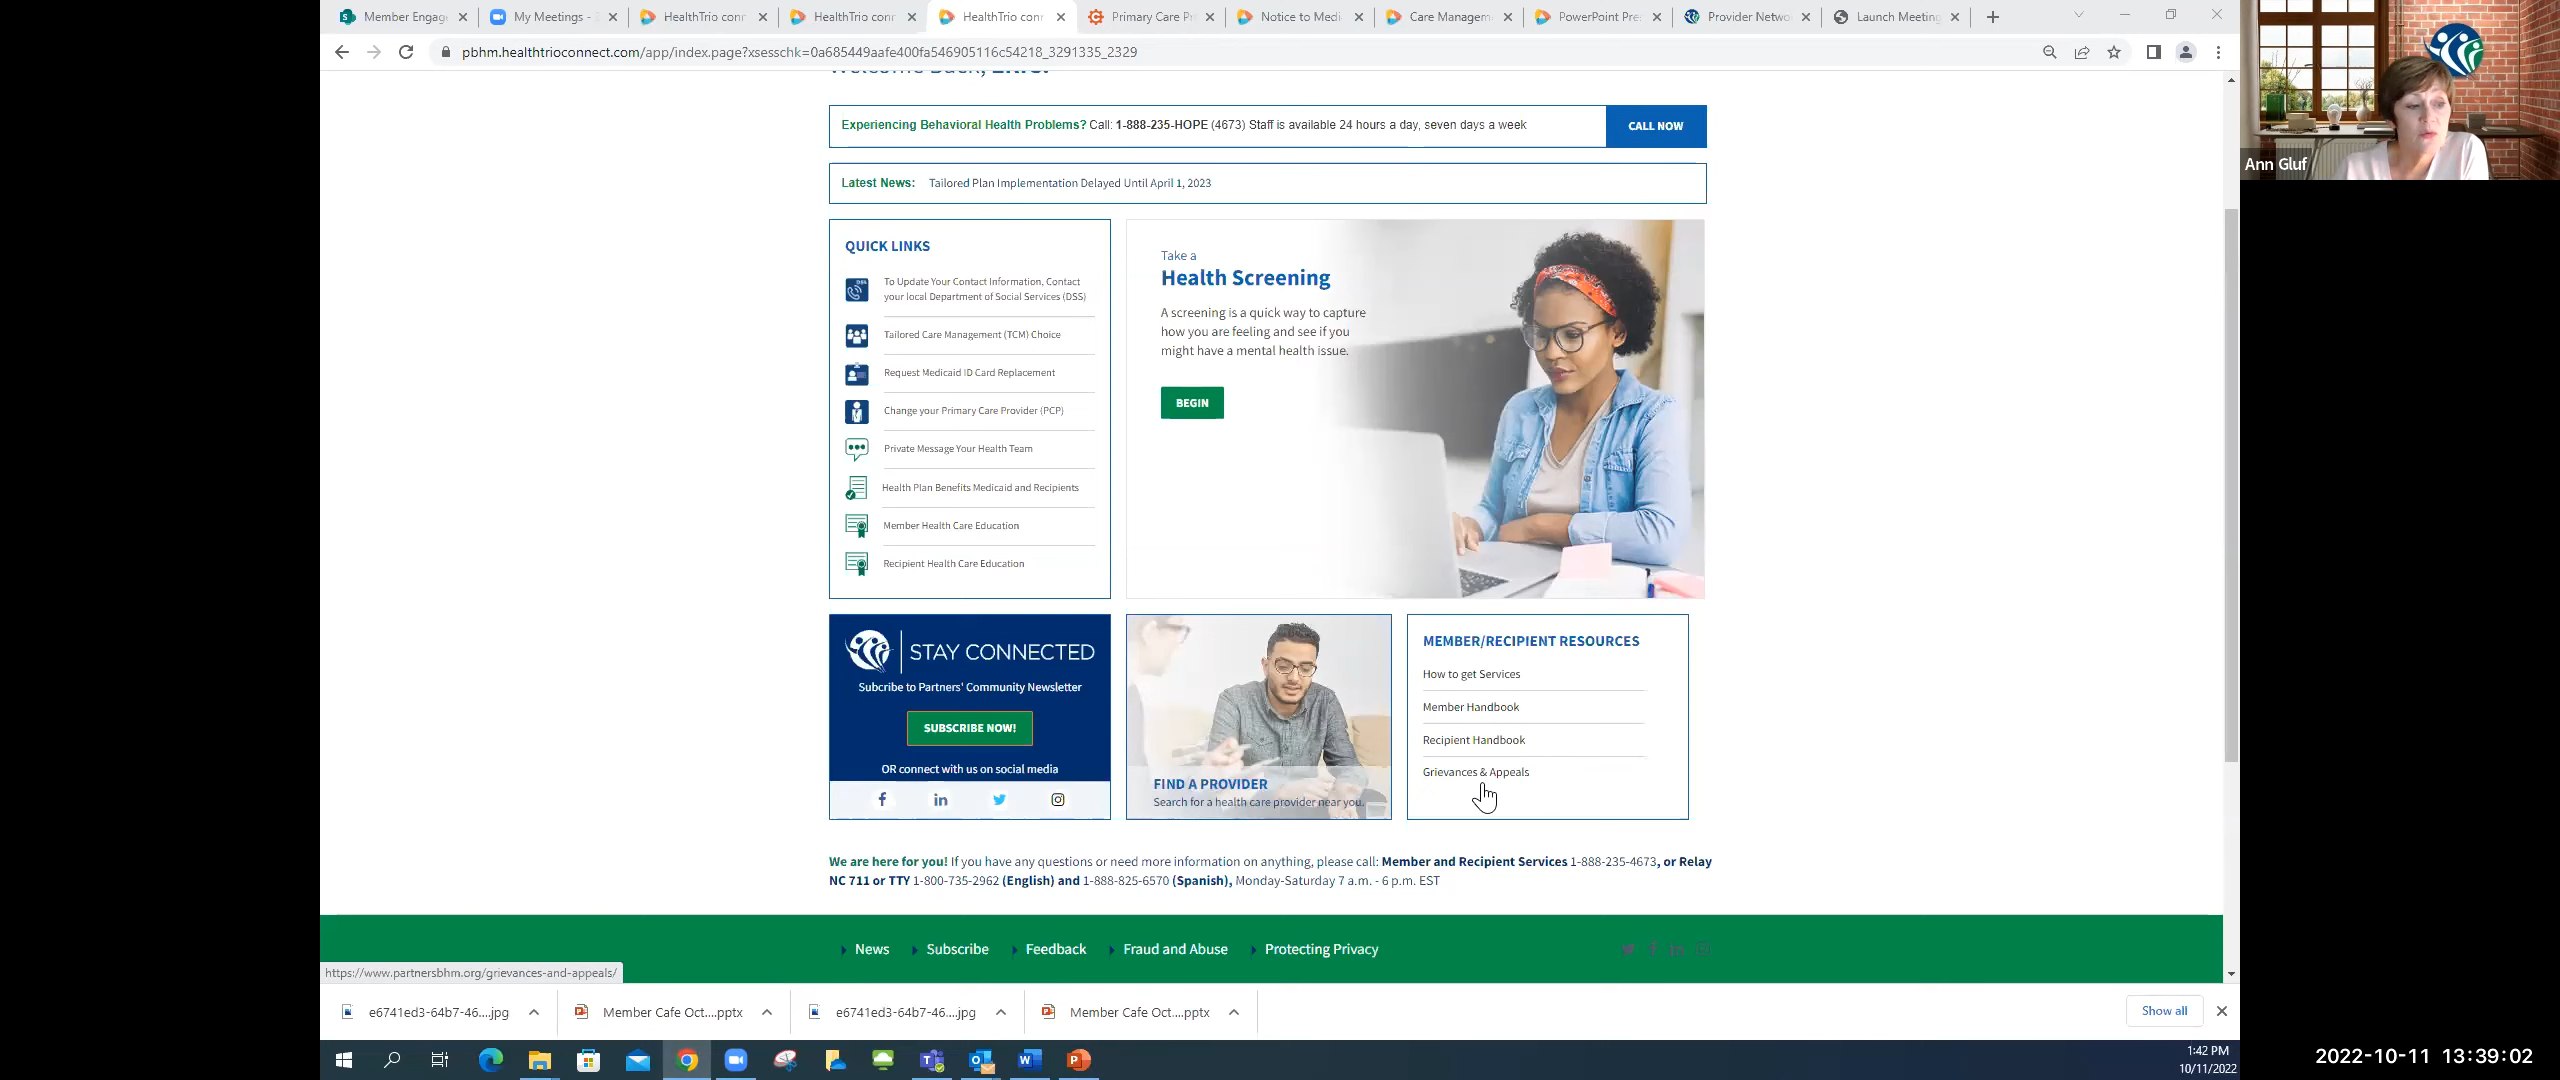 Member Engag
My Meetings - 
HealthTrio conn
HealthTrio conn
HealthTrio conn
Primary Care P
Notice to Medi
Care Managem
PowerPoint Pre
Provider Netwo
Launch Meeting
pbhm.healthtrioconnect.com/app/index.page?xsesschk=0a685449aafe400fa546905116c54218_3291335_2329
Welcome Back, ERIC!
Experiencing Behavioral Health Problems? Call: 1-888-235-HOPE (4673) Staff is available 24 hours a day, seven days a week
CALL NOW
Ann Gluf
Latest News: Tailored Plan Implementation Delayed Until April 1, 2023
QUICK LINKS
To Update Your Contact Information, Contact
your local Department of Social Services (DSS)
Tailored Care Management (TCM) Choice
Request Medicaid ID Card Replacement
Change your Primary Care Provider (PCP)
Private Message Your Health Team
Health Plan Benefits Medicaid and Recipients
Member Health Care Education
Recipient Health Care Education
Take a
Health Screening
A screening is a quick way to capture
how you are feeling and see if you
might have a mental health issue.
BEGIN
STAY CONNECTED
Subcribe to Partners' Community Newsletter
SUBSCRIBE NOW!
OR connect with us on social media
FIND A PROVIDER
Search for a health care provider near you.
MEMBER/RECIPIENT RESOURCES
How to get Services
Member Handbook
Recipient Handbook
Grievances & Appeals
We are here for you! If you have any questions or need more information on anything, please call: Member and Recipient Services 1-888-235-4673, or Relay
NC 711 or TTY 1-800-735-2962 (English) and 1-888-825-6570 (Spanish), Monday-Saturday 7 a.m. - 6 p.m. EST
News
Subscribe
Feedback
Fraud and Abuse
Protecting Privacy
https://www.partnersbhm.org/grievances-and-appeals/
e6741ed3-64b7-46....jpg
Member Cafe Oct....pptx
e6741ed3-64b7-46....jpg
Member Cafe Oct....pptx
Show all
1:42 PM
10/11/2022
2022-10-11 13:39:02